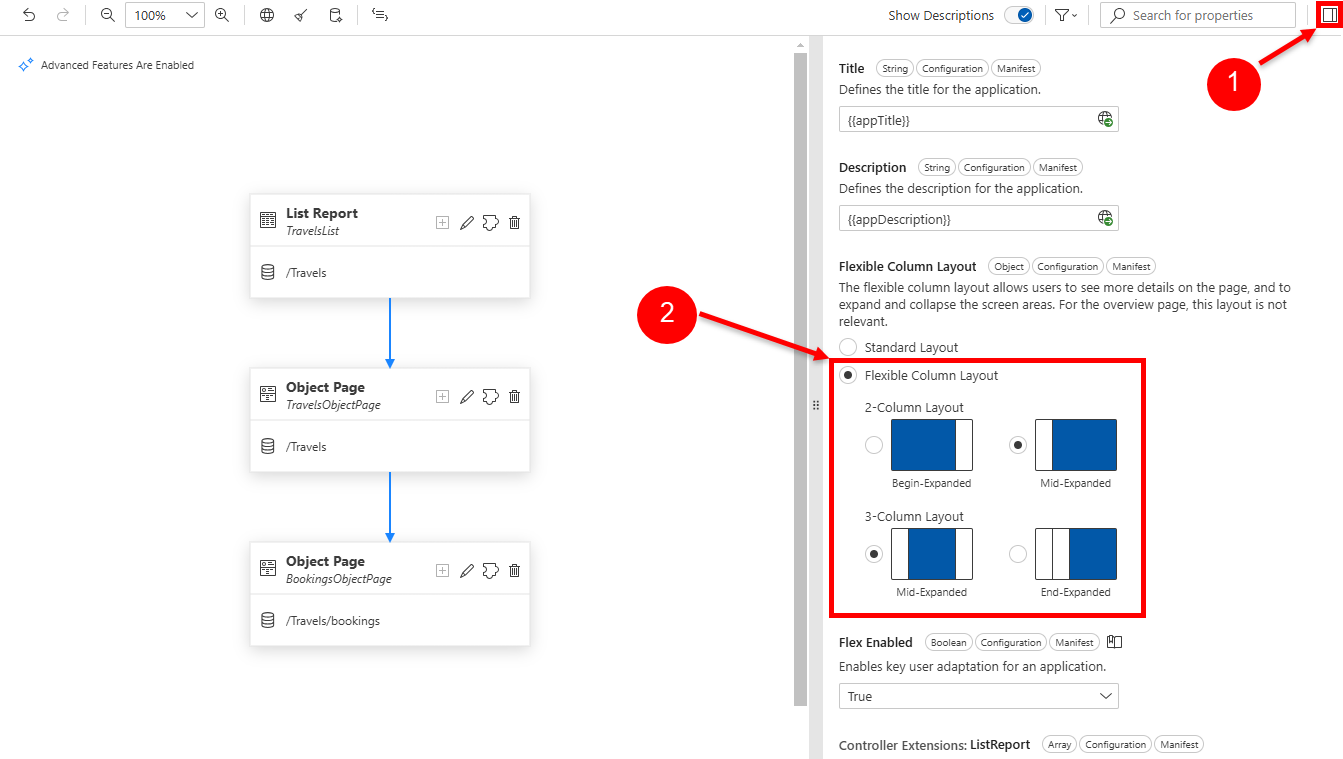 100%
Show Descriptions
Search for properties
1
Advanced Features Are Enabled
List Report
TravelsList
/Travels
Object Page
TravelsObjectPage
/Travels
Object Page
BookingsObjectPage
/Travels/bookings
2
Title String Configuration Manifest
Defines the title for the application.
{{appTitle}}
Description String Configuration Manifest
Defines the description for the application.
{{appDescription}}
Flexible Column Layout Object Configuration Manifest
The flexible column layout allows users to see more details on the page, and to
expand and collapse the screen areas. For the overview page, this layout is not
relevant.
Standard Layout
Flexible Column Layout
2-Column Layout
Begin-Expanded Mid-Expanded
3-Column Layout
Mid-Expanded End-Expanded
Flex Enabled Boolean Configuration Manifest
Enables key user adaptation for an application.
True
Controller Extensions: ListReport Array Configuration Manifest